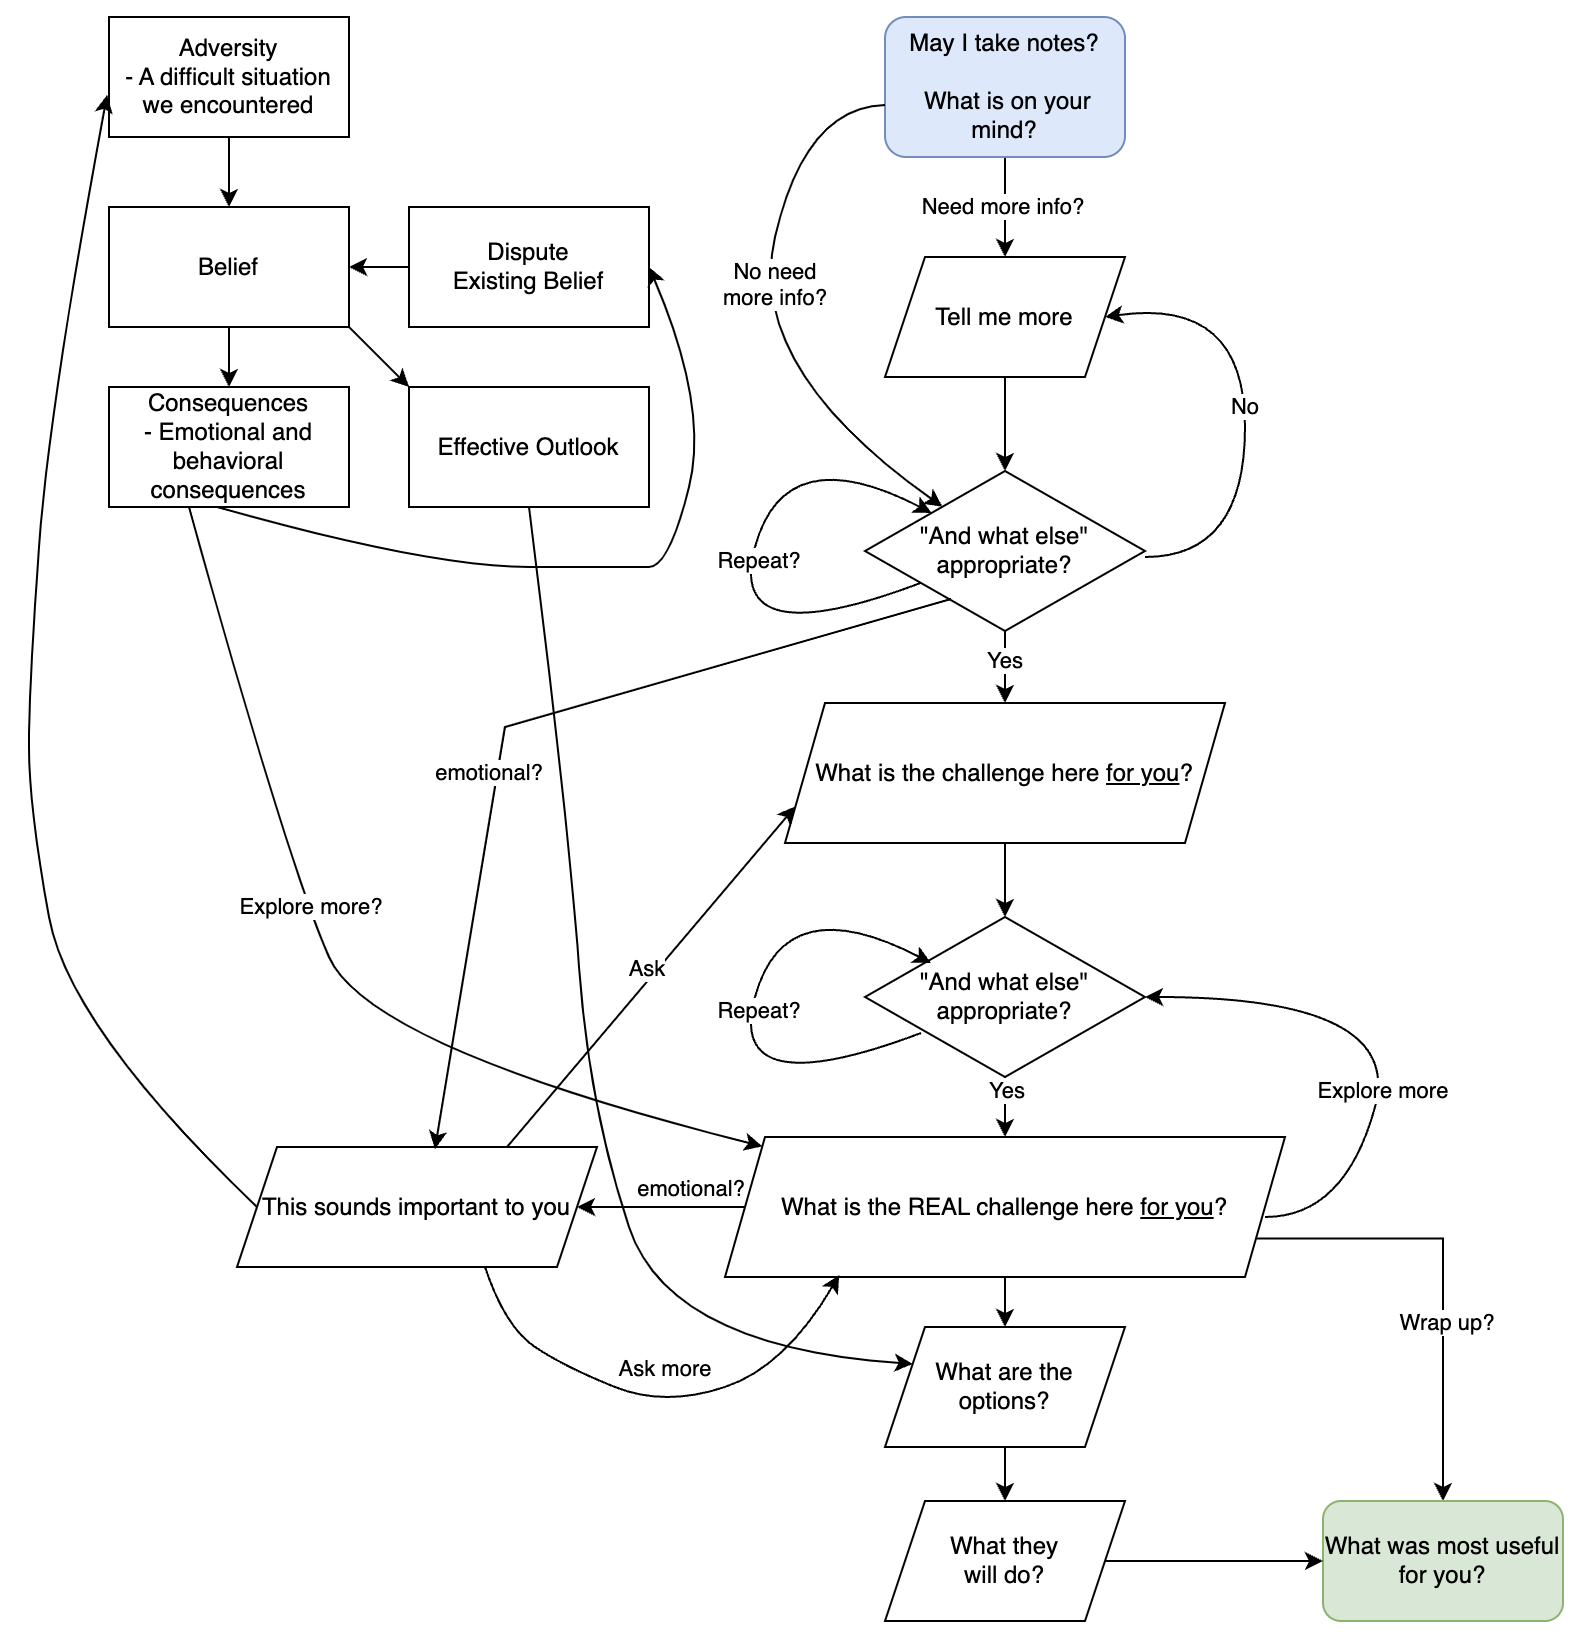 Adversity
- A difficult situation
we encountered
May I take notes?
What is on your
mind?
Need more info?
Belief
Dispute
Existing Belief
No need
more info?
Tell me more
No
Consequences
- Emotional and
behavioral
consequences
Effective Outlook
"And what else"
appropriate?
Repeat?
Yes
What is the challenge here for you?
emotional?
Explore more?
Ask
"And what else"
appropriate?
Repeat?
Yes
Explore more
This sounds important to you
emotional?
What is the REAL challenge here for you?
Wrap up?
Ask more
What are the
options?
What they
will do?
What was most useful
for you?